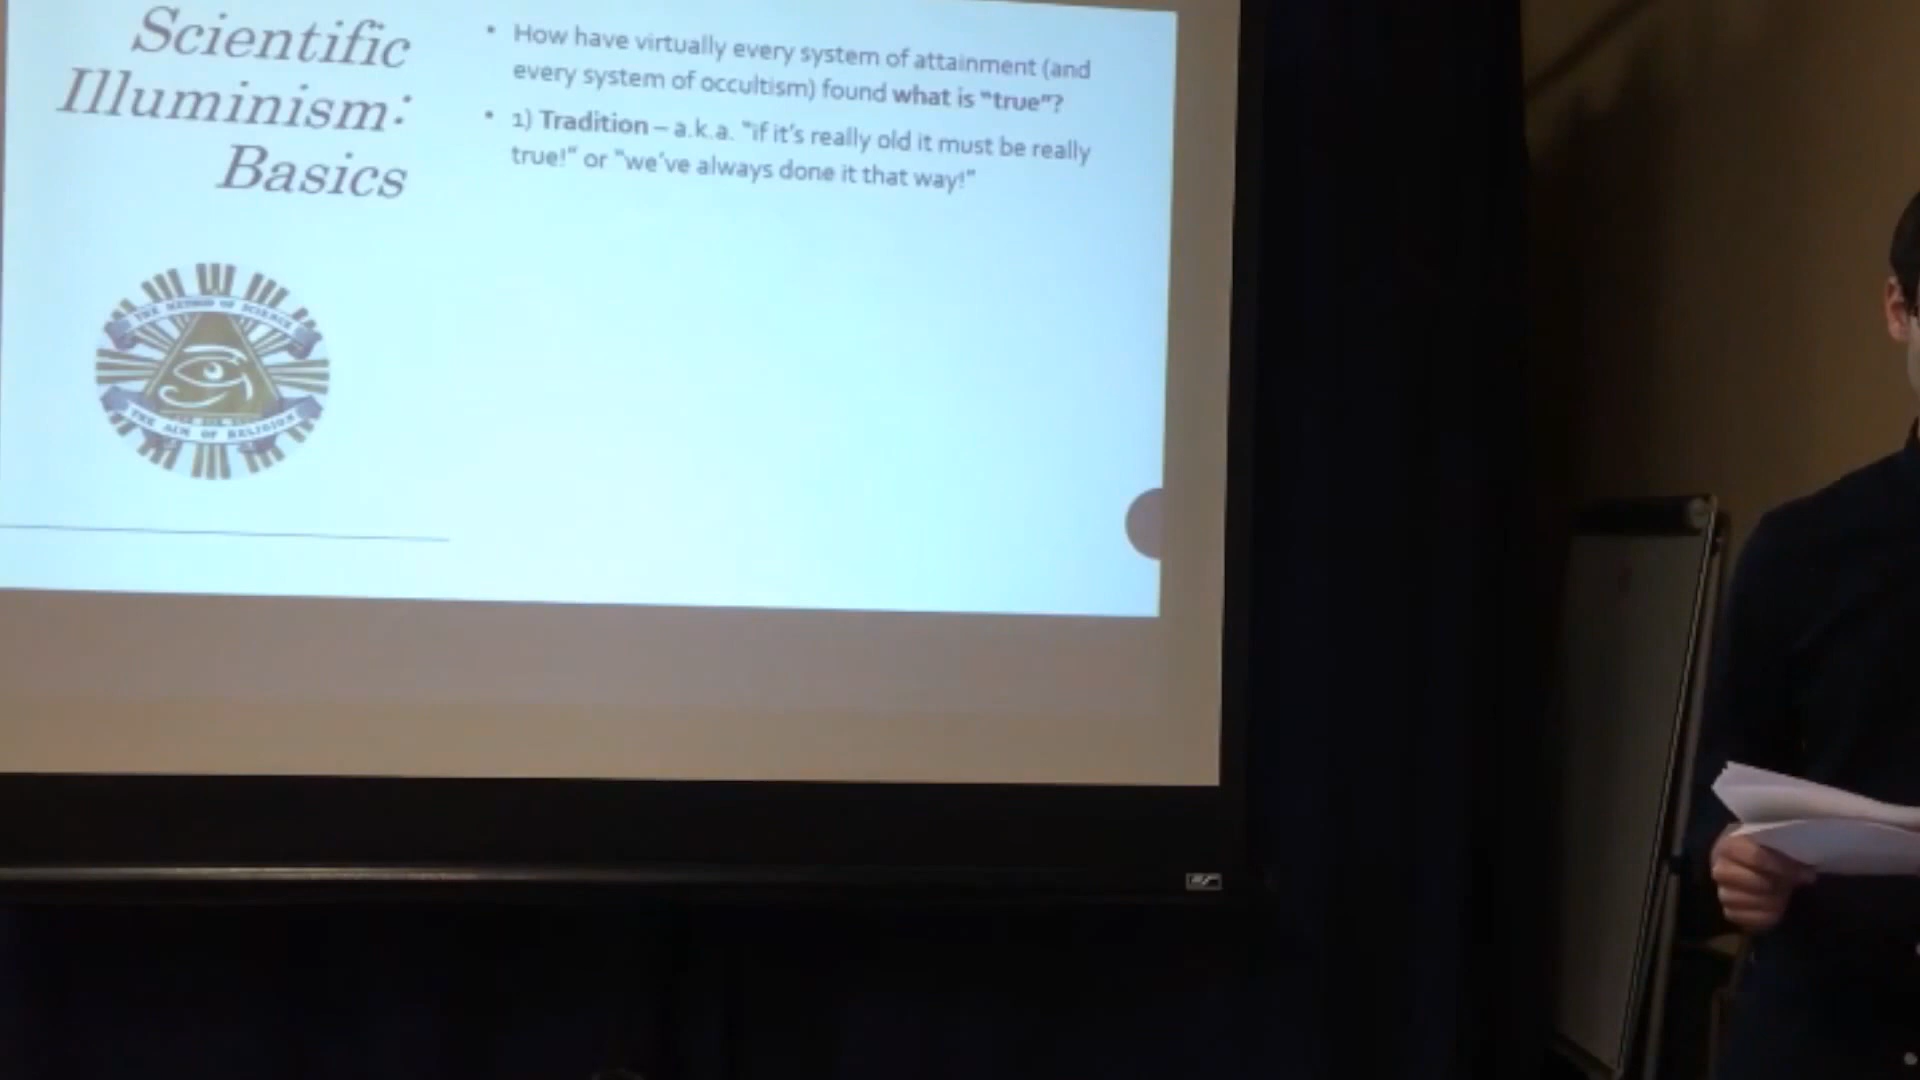 Scientific
Illuminism:
Basics
• How have virtually every system of attainment (and
every system of occultism) found what is "true"?
• 1) Tradition – a.k.a. "if it's really old it must be really
true!" or "we've always done it that way!"
THE METHOD OF SCIENCE
THE AIM OF RELIGION